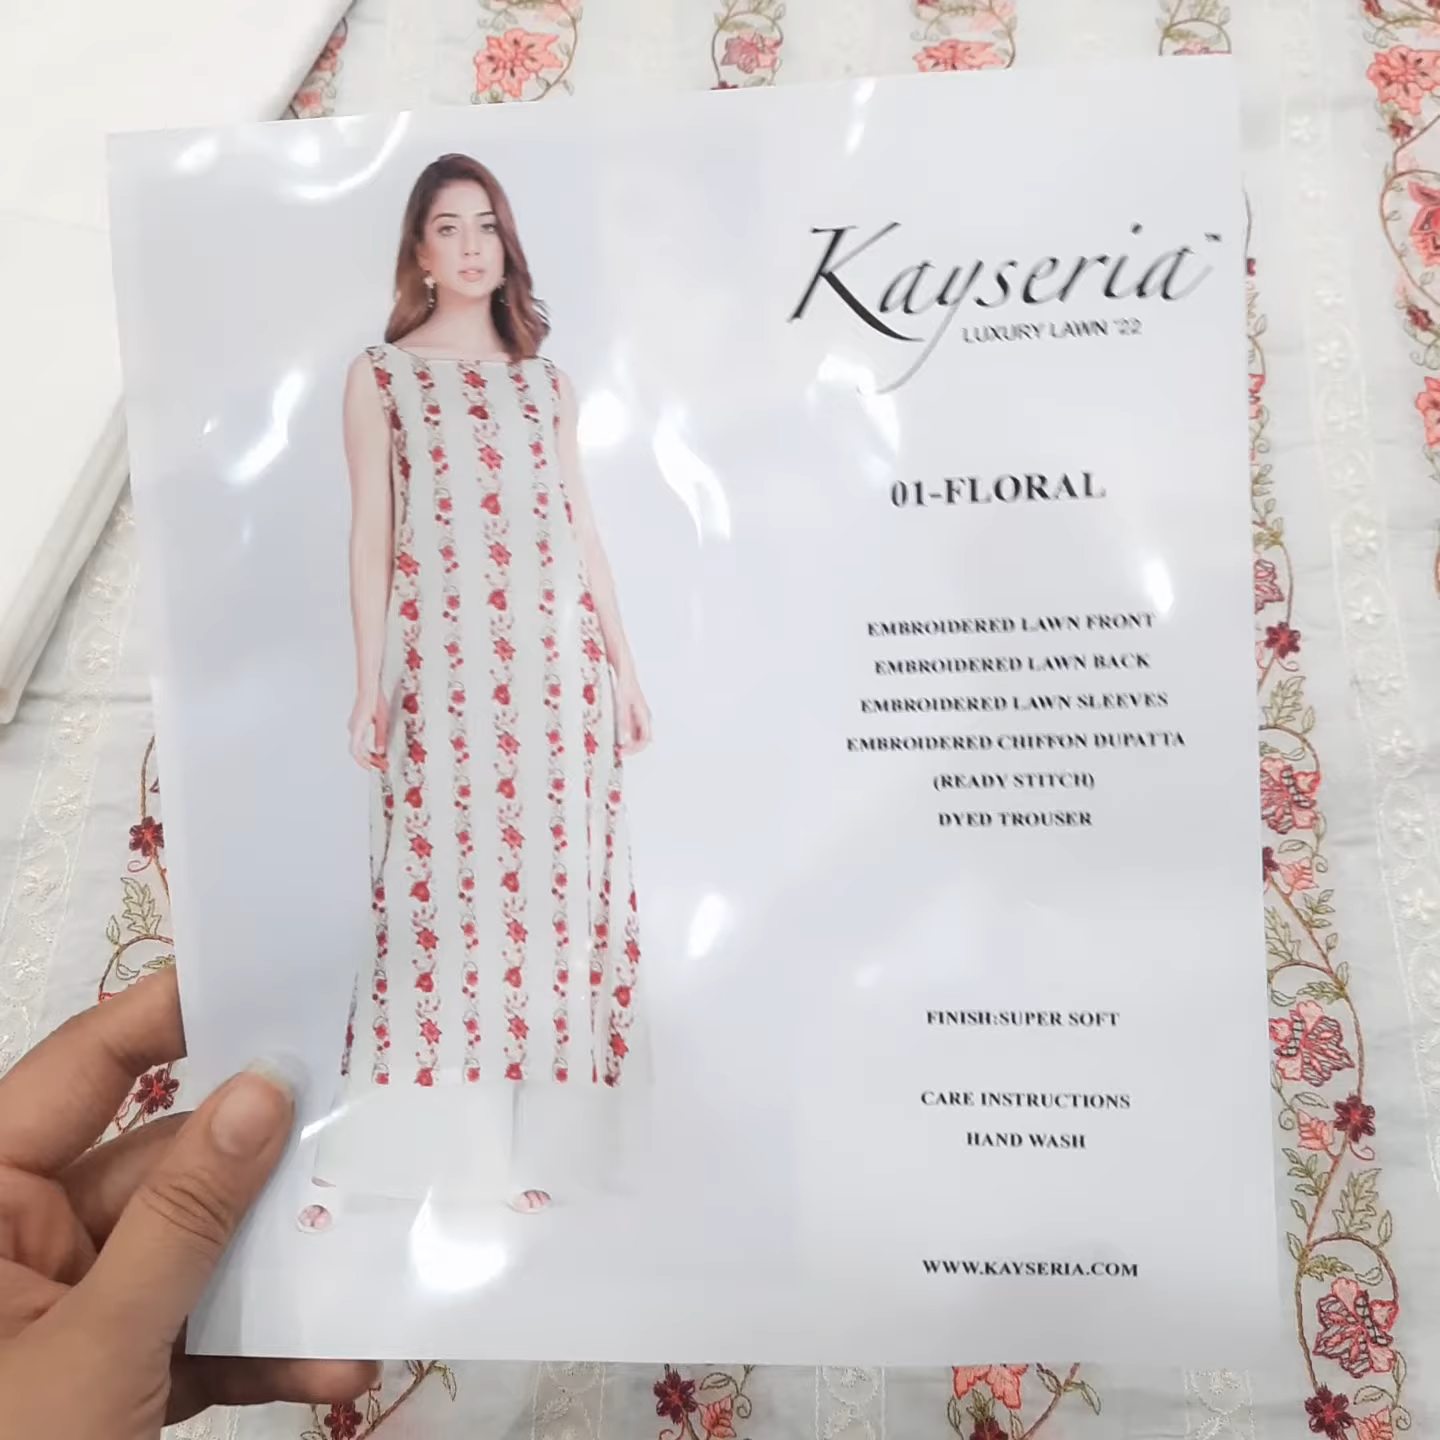 Kayseria™
LUXURY LAWN '22
01-FLORAL
EMBROIDERED LAWN FRONT
EMBROIDERED LAWN BACK
EMBROIDERED LAWN SLEEVES
EMBROIDERED CHIFFON DUPATTA
(READY STITCH)
DYED TROUSER
FINISH:SUPER SOFT
CARE INSTRUCTIONS
HAND WASH
WWW.KAYSERIA.COM